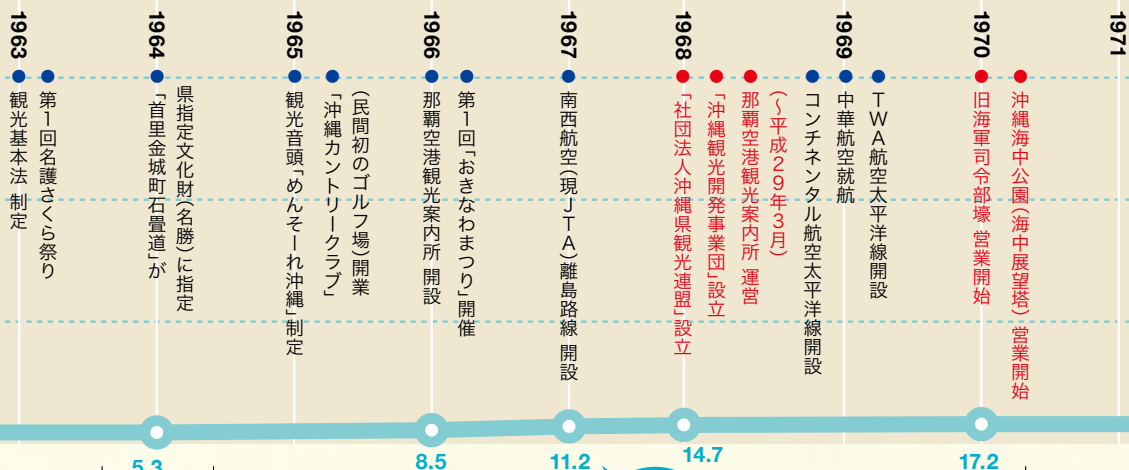 1963
観光基本法 制定
第1回名護さくら祭り
1964
「首里金城町石畳道」が
県指定文化財(名勝)に指定
1965
観光音頭「めんそーれ沖縄」制定
「沖縄カントリークラブ」
(民間初のゴルフ場)開業
1966
那覇空港観光案内所 開設
第1回「おきなわまつり」開催
1967
南西航空(現JTA)離島路線 開設
1968
「社団法人沖縄県観光連盟」設立
「沖縄観光開発事業団」設立
那覇空港観光案内所 運営
(～平成29年3月)
コンチネンタル航空太平洋線開設
1969
中華航空就航
TWA航空太平洋線開設
1970
旧海軍司令部壕 営業開始
沖縄海中公園(海中展望塔) 営業開始
1971
5.3
8.5
11.2
14.7
17.2